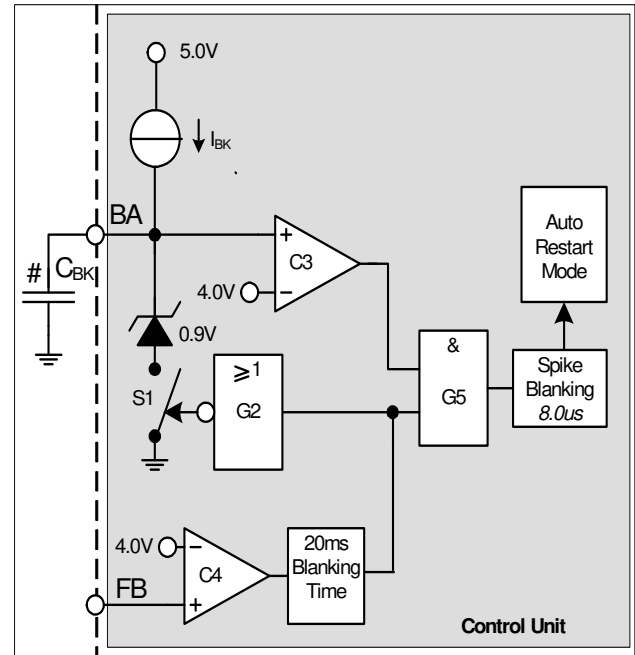 5.0V
I_BK
BA
# C_BK
C3
+
-
4.0V
0.9V
S1
≥1
G2
&
G5
Auto
Restart
Mode
Spike
Blanking
8.0us
4.0V
-
C4
+
FB
20ms
Blanking
Time
Control Unit